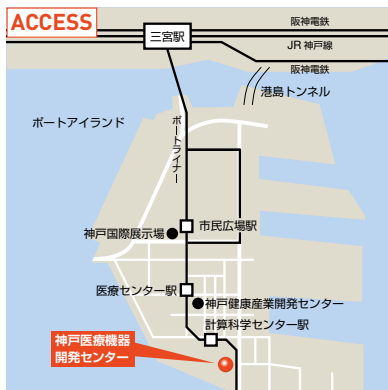 ACCESS
阪神電鉄
三宮駅
JR 神戸線
阪神電鉄
港島トンネル
ポートアイランド
ポートライナー
市民広場駅
神戸国際展示場
医療センター駅
神戸健康産業開発センター
計算科学センター駅
神戸医療機器
開発センター